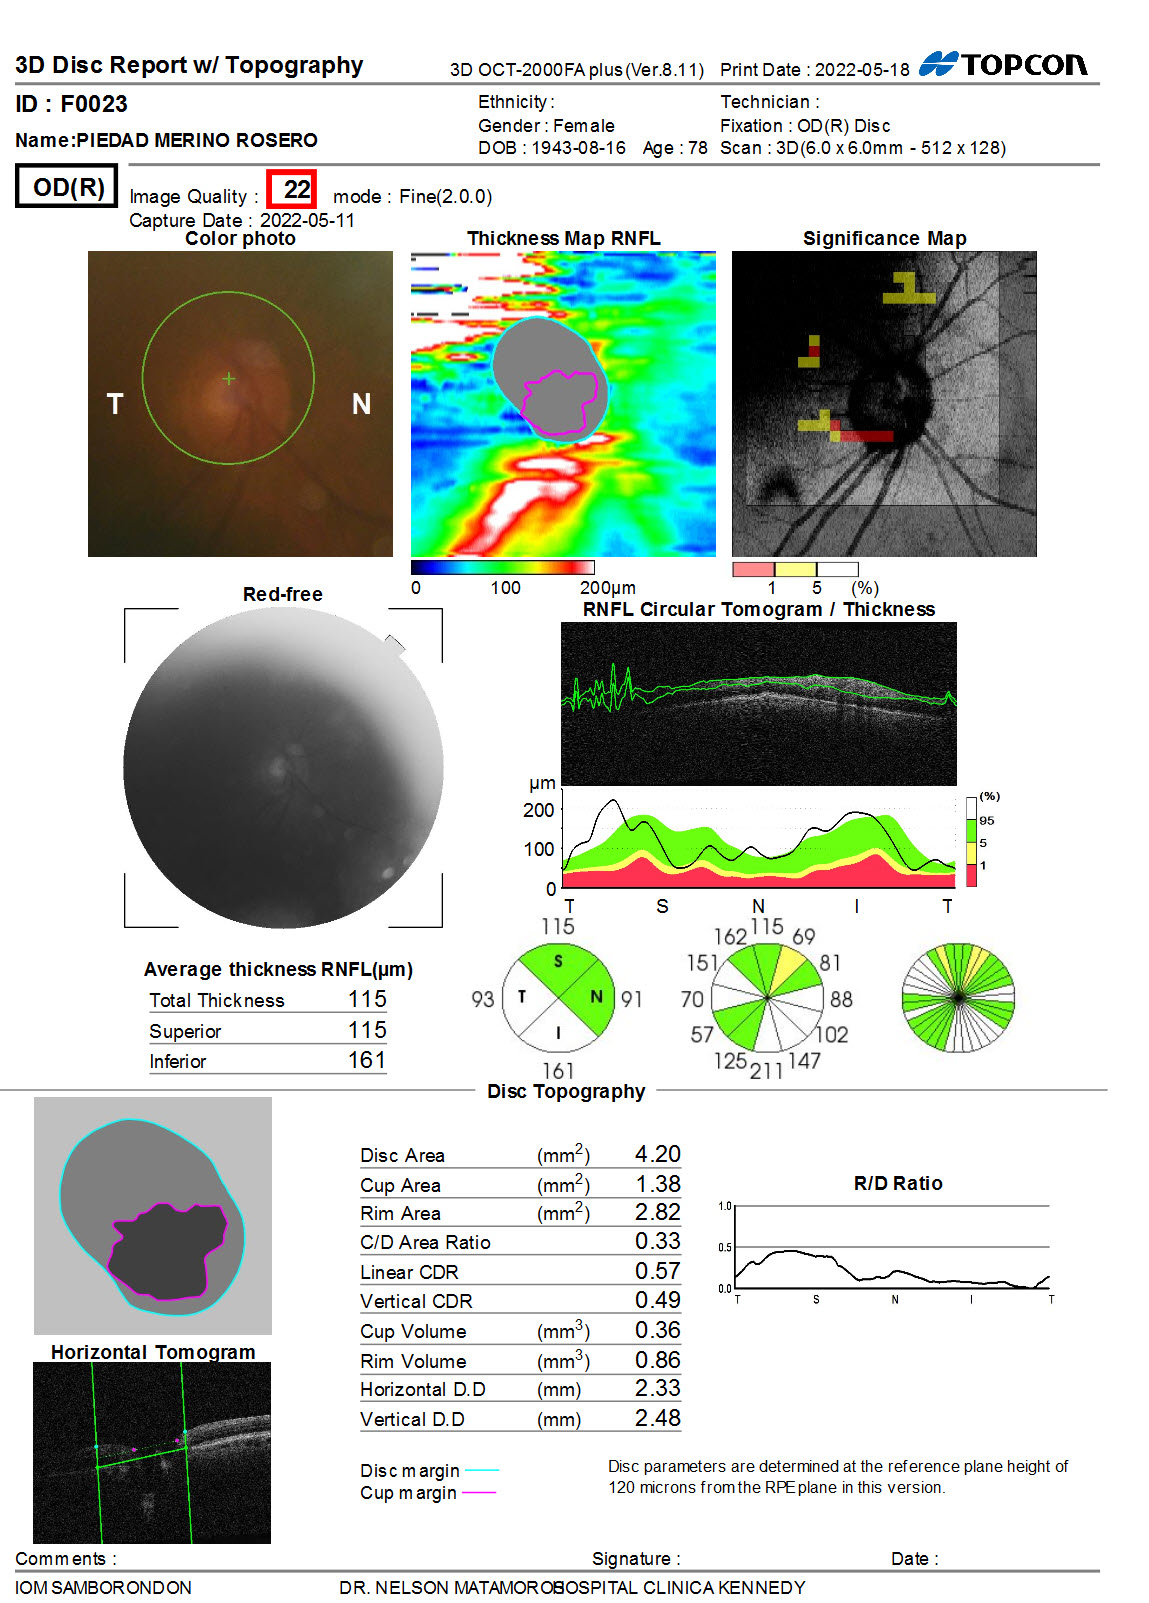 3D Disc Report w/ Topography
3D OCT-2000FA plus(Ver.8.11) Print Date : 2022-05-18 TOPCON
ID : F0023
Ethnicity :
Technician :
Name:PIEDAD MERINO ROSERO
Gender : Female
Fixation : OD(R) Disc
DOB : 1943-08-16 Age : 78 Scan : 3D(6.0 x 6.0mm - 512 x 128)
OD(R)
Image Quality : 22 mode : Fine(2.0.0)
Capture Date : 2022-05-11
Color photo
Thickness Map RNFL
Significance Map
T N
0 100 200µm
1 5 (%)
Red-free
RNFL Circular Tomogram / Thickness
µm
200
100
0
T S N I T
(%)
95
5
1
Average thickness RNFL(µm)
Total Thickness 115
Superior 115
Inferior 161
115
93 T S N I 91
161
115 69 81 88 102 147 211 125 57 70 151 162
Disc Topography
Disc Area (mm2) 4.20
Cup Area (mm2) 1.38
Rim Area (mm2) 2.82
C/D Area Ratio 0.33
Linear CDR 0.57
Vertical CDR 0.49
Cup Volume (mm3) 0.36
Rim Volume (mm3) 0.86
Horizontal D.D (mm) 2.33
Vertical D.D (mm) 2.48
R/D Ratio
1.0
0.5
0.0
T S N I T
Horizontal Tomogram
Disc margin
Cup margin
Disc parameters are determined at the reference plane height of
120 microns from the RPE plane in this version.
Comments :
Signature :
Date :
IOM SAMBORONDON
DR. NELSON MATAMOROS
HOSPITAL CLINICA KENNEDY